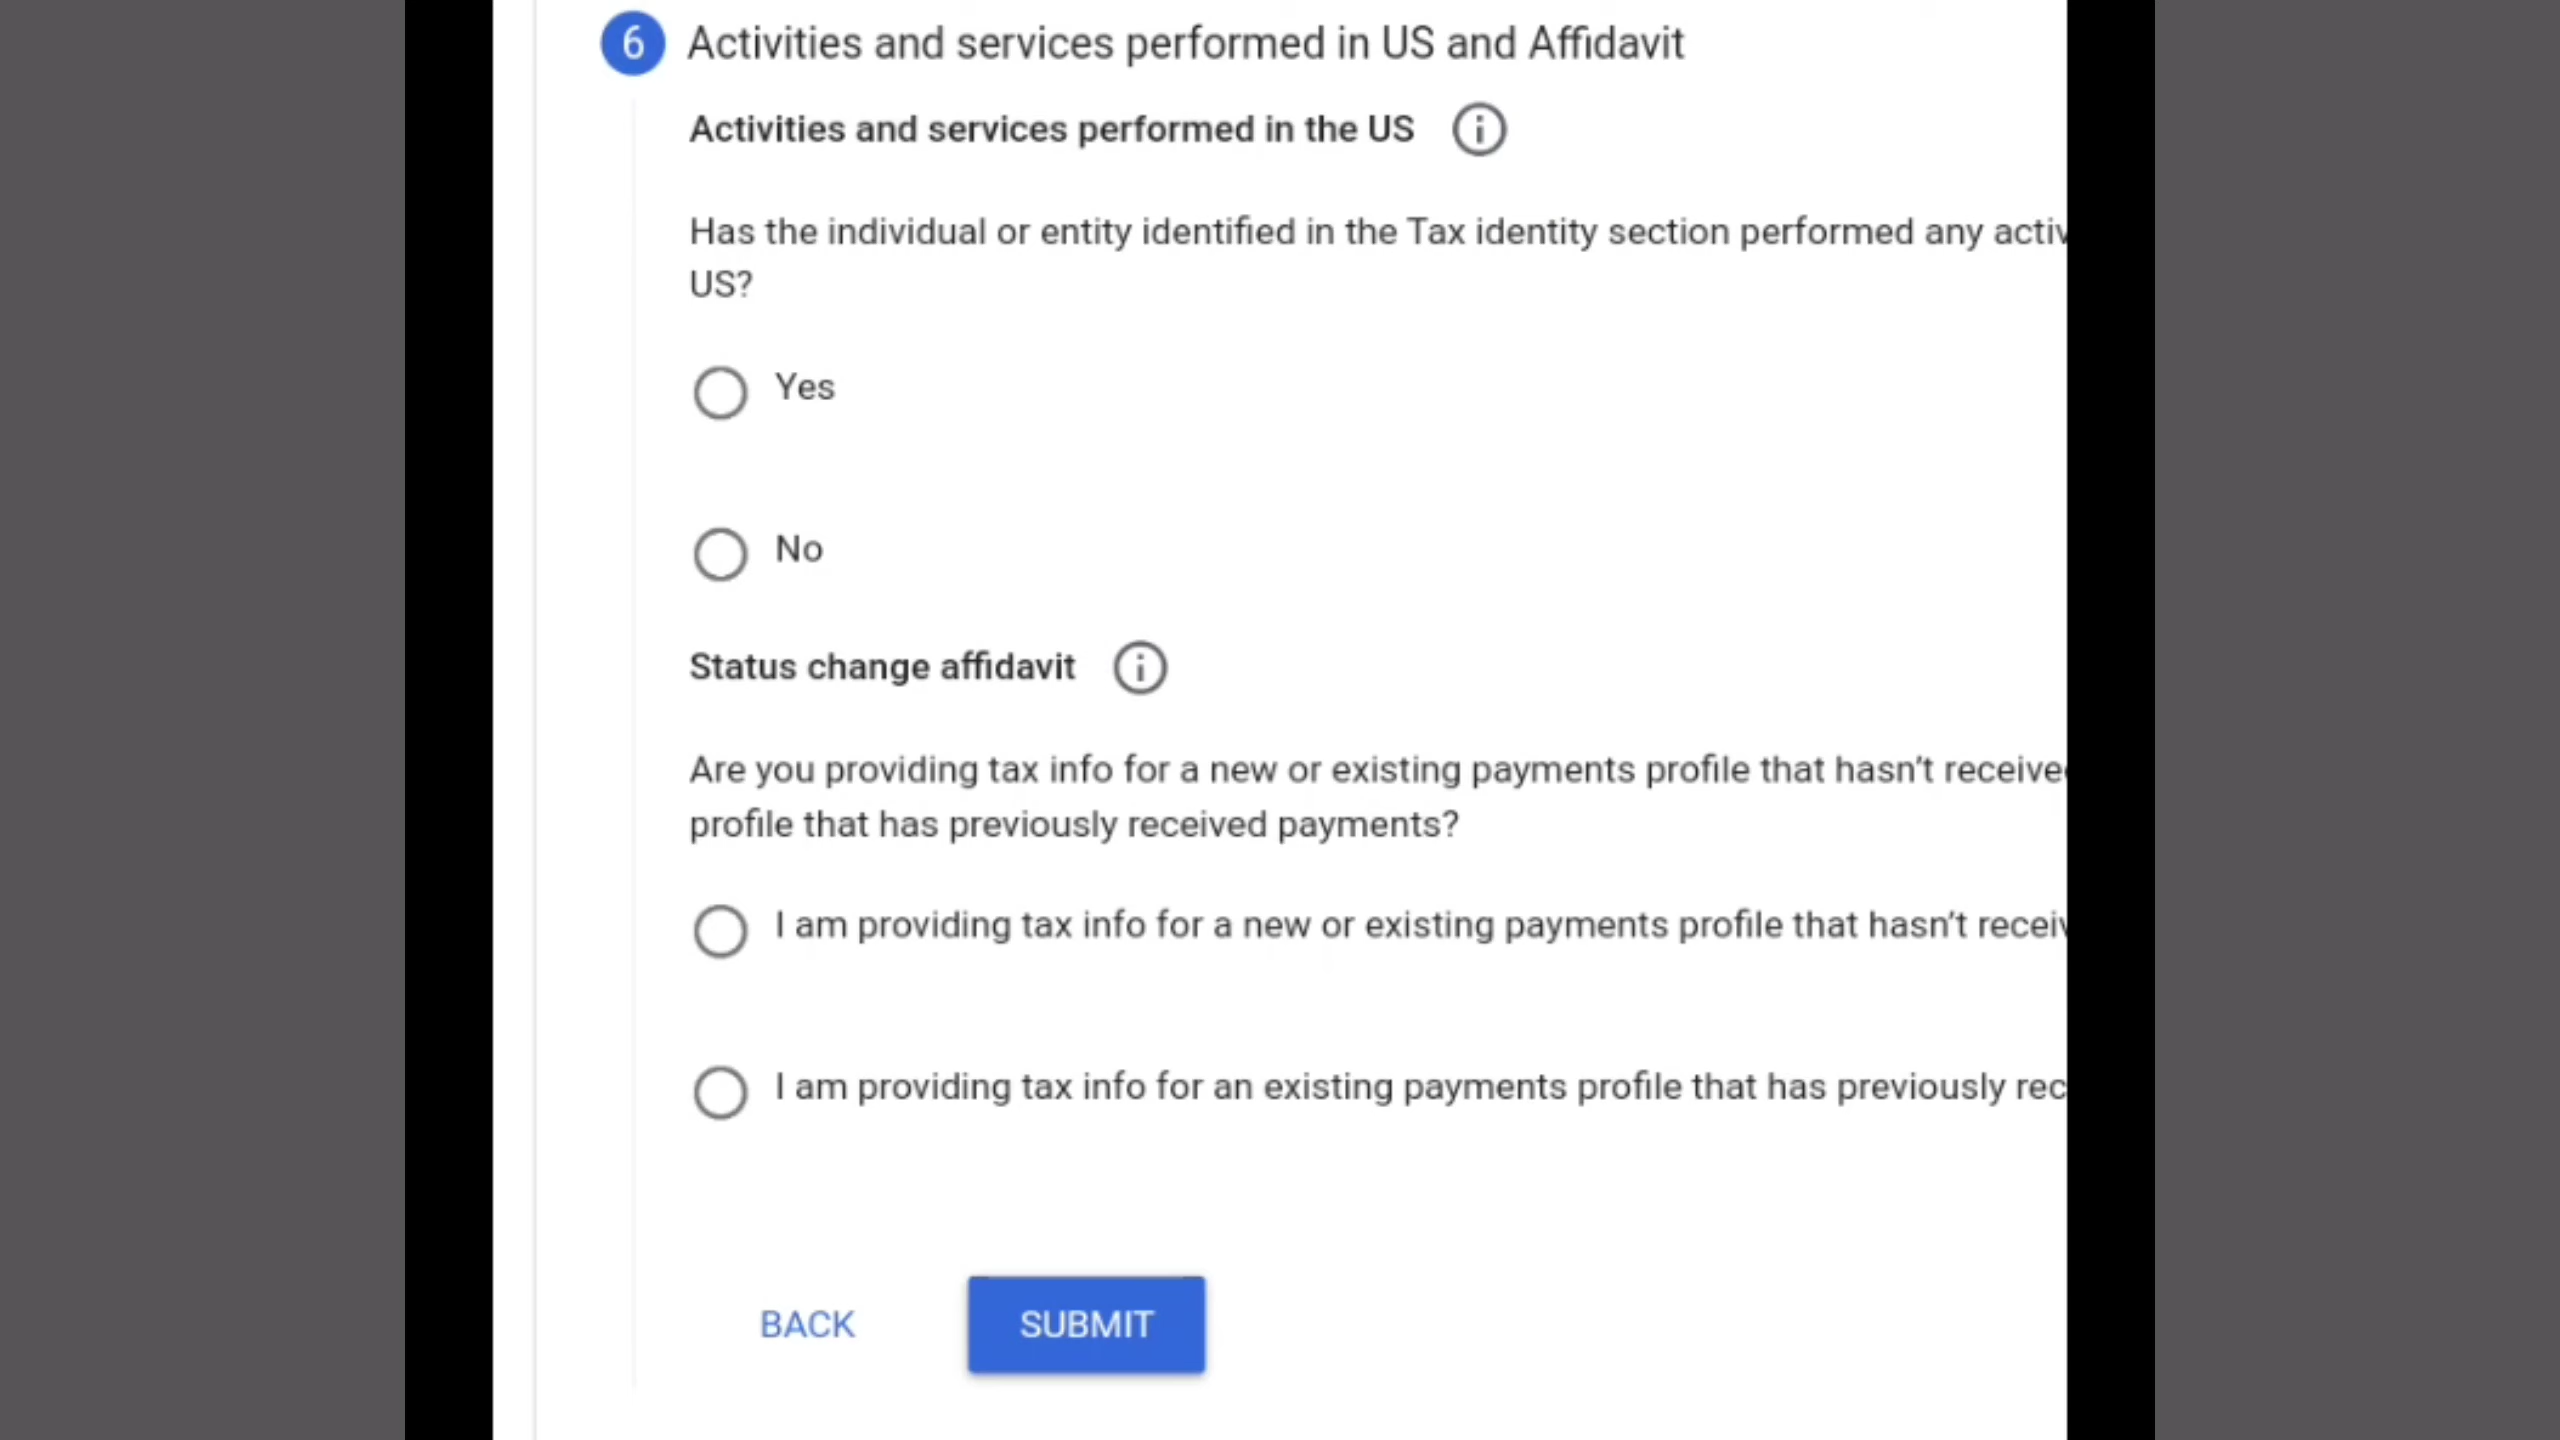 6 Activities and services performed in US and Affidavit
Activities and services performed in the US
Has the individual or entity identified in the Tax identity section performed any
US?
Yes
No
Status change affidavit
Are you providing tax info for a new or existing payments profile that hasn't
profile that has previously received payments?
I am providing tax info for a new or existing payments profile that hasn't
I am providing tax info for an existing payments profile that has previously
BACK SUBMIT